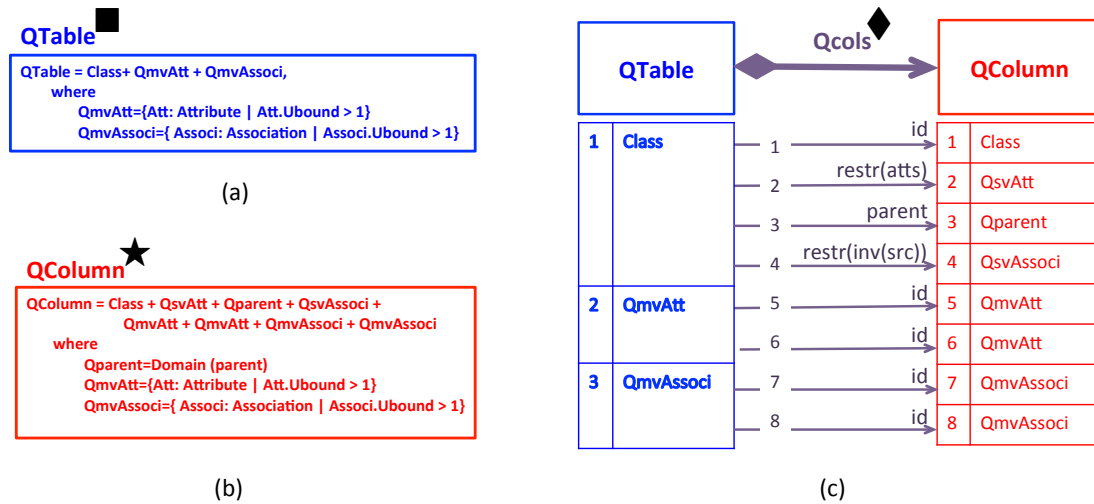 QTable
QTable = Class+ QmvAtt + QmvAssoci,
where
QmvAtt={Att: Attribute | Att.Ubound > 1}
QmvAssoci={ Associ: Association | Associ.Ubound > 1}
(a)
QColumn
QColumn = Class + QsvAtt + Qparent + QsvAssoci +
QmvAtt + QmvAtt + QmvAssoci + QmvAssoci
where
Qparent=Domain (parent)
QmvAtt={Att: Attribute | Att.Ubound > 1}
QmvAssoci={ Associ: Association | Associ.Ubound > 1}
(b)
QTable
Qcols
QColumn
1 Class 1 id 1 Class
2 restr(atts) 2 QsvAtt
3 parent 3 Qparent
4 restr(inv(src)) 4 QsvAssoci
2 QmvAtt 5 id 5 QmvAtt
6 id 6 QmvAtt
3 QmvAssoci 7 id 7 QmvAssoci
8 id 8 QmvAssoci
(c)